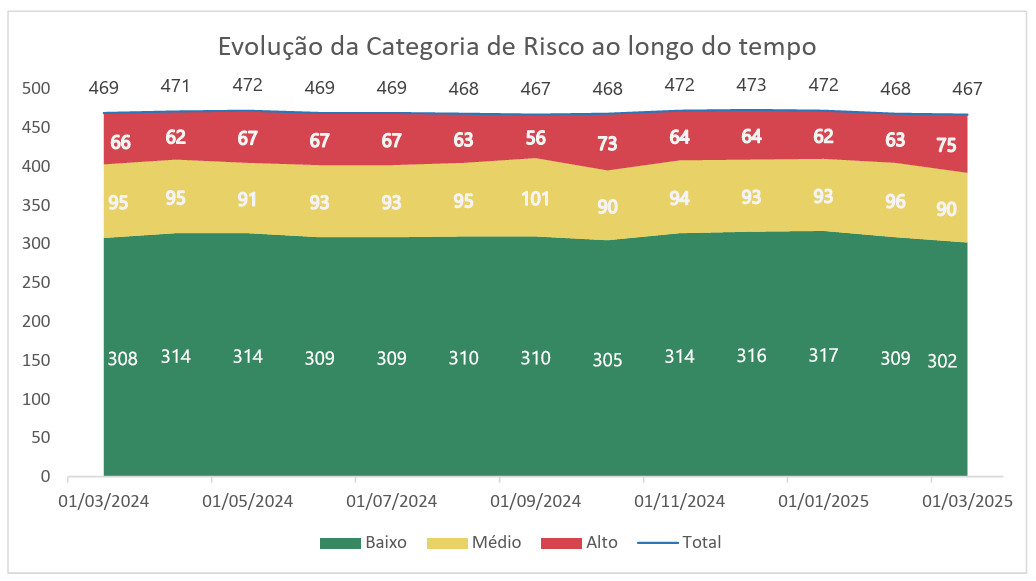 Evolução da Categoria de Risco ao longo do tempo
469 471 472 469 469 468 467 468 472 473 472 468 467
500
450
400
350
300
250
200
150
100
50
0
66 62 67 67 67 63 56 73 64 64 62 63 75
95 95 91 93 93 95 101 90 94 93 93 96 90
308 314 314 309 309 310 310 305 314 316 317 309 302
01/03/2024 01/05/2024 01/07/2024 01/09/2024 01/11/2024 01/01/2025 01/03/2025
Baixo Médio Alto Total